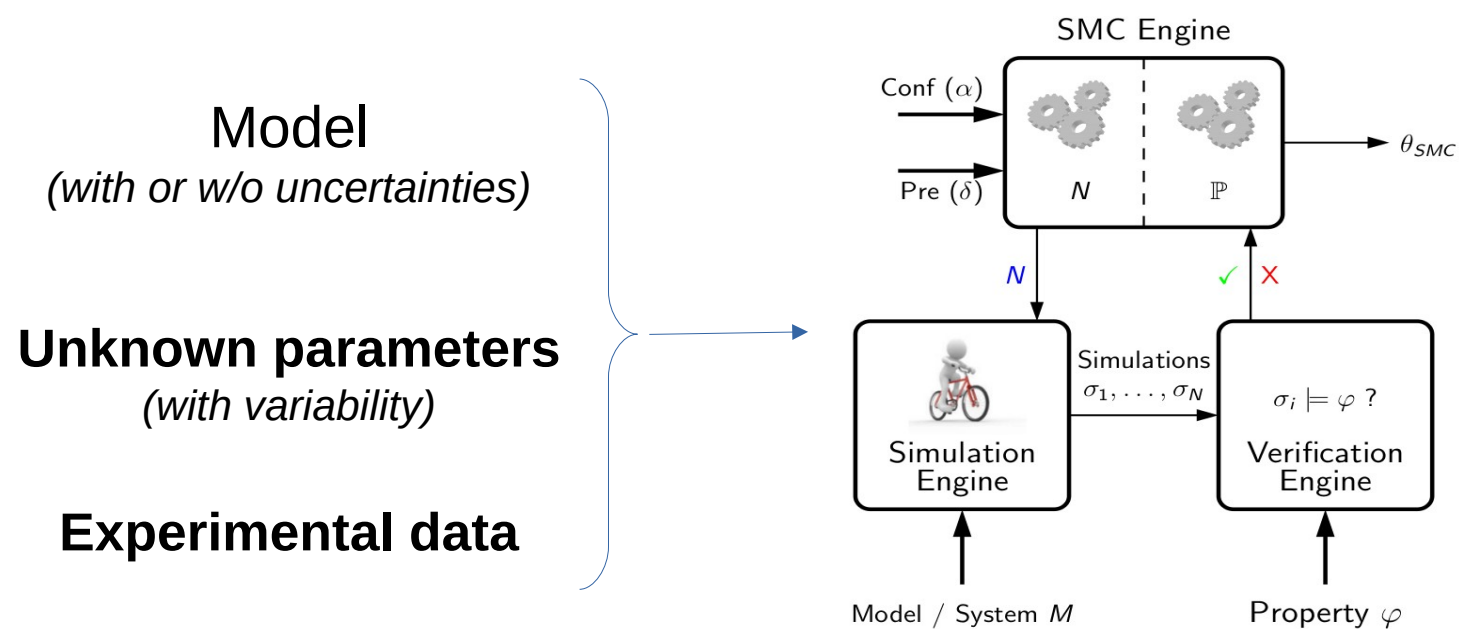 Model
(with or w/o uncertainties)
Unknown parameters
(with variability)
Experimental data
SMC Engine
Conf (α)
Pre (δ)
N
ℙ
θ_SMC
N
✓ X
Simulation
Engine
Simulations
σ₁, . . . , σ_N
σᵢ ⊨ φ ?
Verification
Engine
Model / System M
Property φ